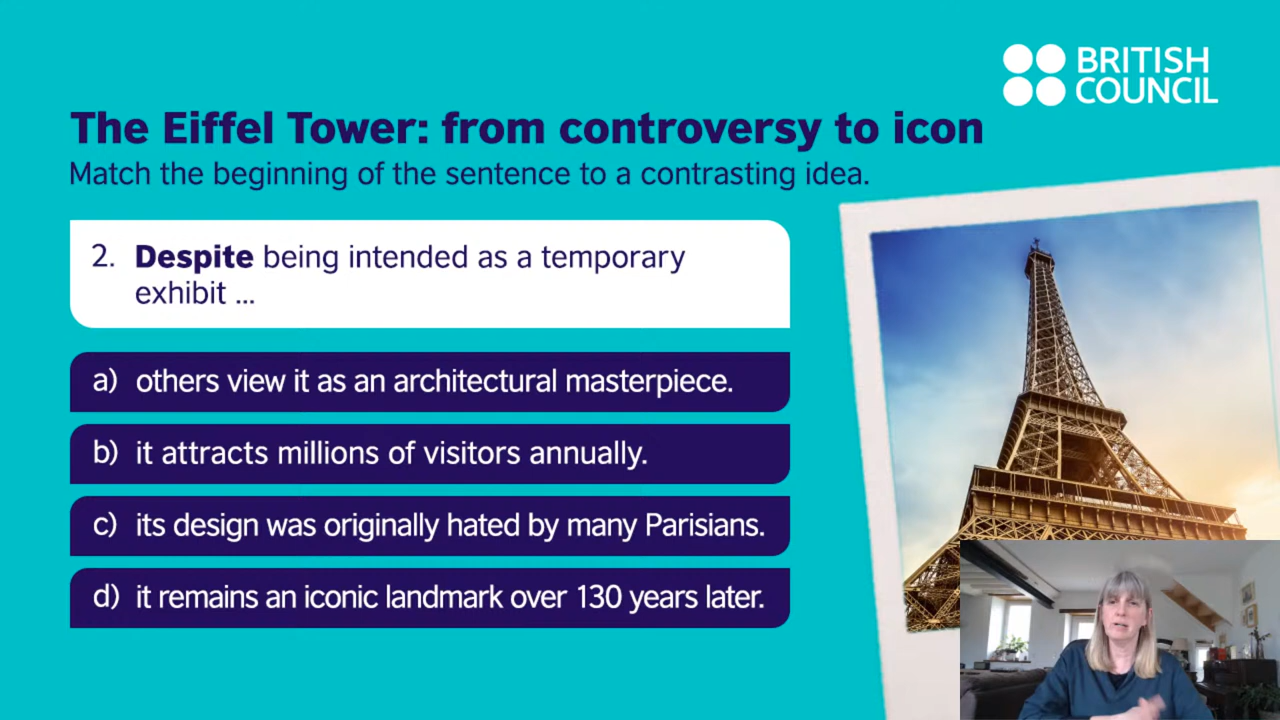 BRITISH
COUNCIL
The Eiffel Tower: from controversy to icon
Match the beginning of the sentence to a contrasting idea.
2. Despite being intended as a temporary
exhibit ...
a) others view it as an architectural masterpiece.
b) it attracts millions of visitors annually.
c) its design was originally hated by many Parisians.
d) it remains an iconic landmark over 130 years later.